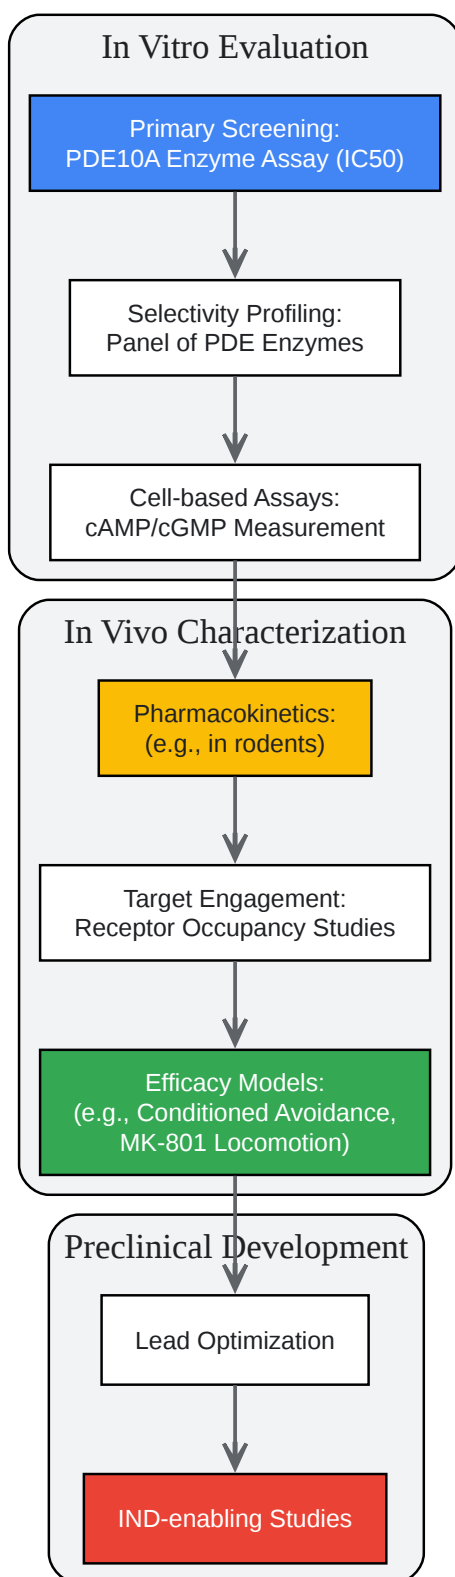 In Vitro Evaluation
Primary Screening:
PDE10A Enzyme Assay (IC50)
Selectivity Profiling:
Panel of PDE Enzymes
Cell-based Assays:
cAMP/cGMP Measurement
In Vivo Characterization
Pharmacokinetics:
(e.g., in rodents)
Target Engagement:
Receptor Occupancy Studies
Efficacy Models:
(e.g., Conditioned Avoidance,
MK-801 Locomotion)
Preclinical Development
Lead Optimization
IND-enabling Studies